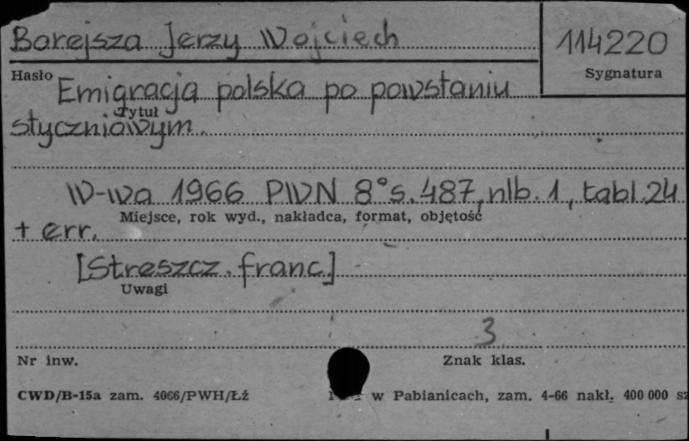 Borejsza Jerzy Wojciech
114220
Hasło
Sygnatura
Emigracja polska po powstaniu
Tytuł
styczniowym.
W-wa 1966 PWN 8° s. 487, nlb. 1, tabl. 24
Miejsce, rok wyd., nakładca, format, objętość
+ err.
[Streszcz. franc.]
Uwagi
3
Nr inw.
Znak klas.
CWD/B-15a zam. 4066/PWH/Łź
w Pabianicach, zam. 4-66 nakł. 400 000